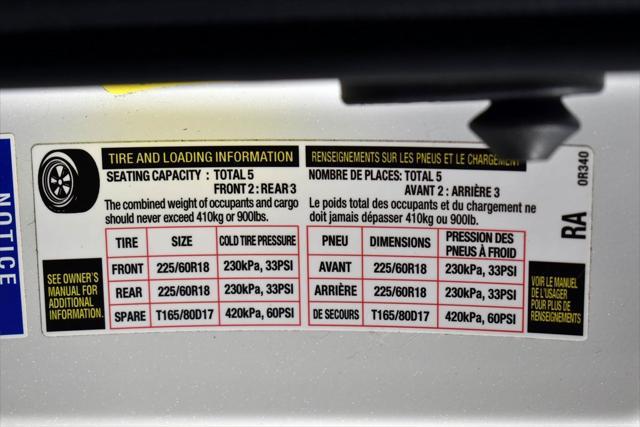 NOTICE
TIRE AND LOADING INFORMATION
SEATING CAPACITY : TOTAL 5
FRONT 2 : REAR 3
The combined weight of occupants and cargo
should never exceed 410kg or 900lbs.
TIRE SIZE COLD TIRE PRESSURE
FRONT 225/60R18 230kPa, 33PSI
REAR 225/60R18 230kPa, 33PSI
SPARE T165/80D17 420kPa, 60PSI
SEE OWNER'S
MANUAL FOR
ADDITIONAL
INFORMATION.
RENSEIGNEMENTS SUR LES PNEUS ET LE CHARGEMENT
NOMBRE DE PLACES: TOTAL 5
AVANT 2 : ARRIÈRE 3
Le poids total des occupants et du chargement ne
doit jamais dépasser 410kg ou 900lb.
PNEU DIMENSIONS PRESSION DES
PNEUS À FROID
AVANT 225/60R18 230kPa, 33PSI
ARRIÈRE 225/60R18 230kPa, 33PSI
DE SECOURS T165/80D17 420kPa, 60PSI
VOIR LE MANUEL
DE L'USAGER
POUR PLUS DE
RENSEIGNEMENTS
0R340
RA